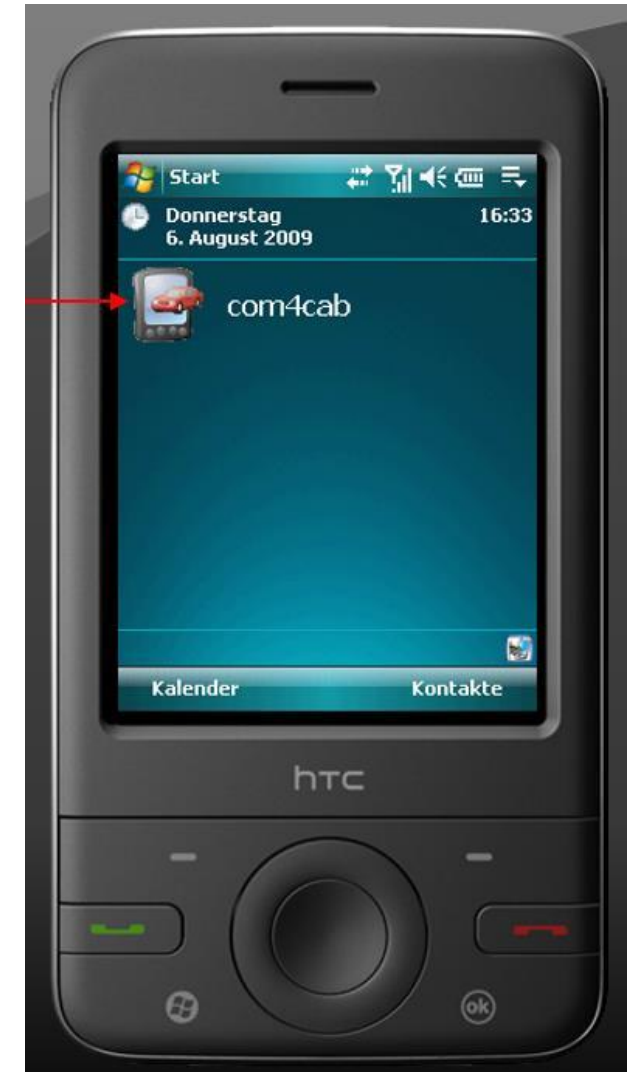 Start
Donnerstag 16:33
6. August 2009
com4cab
Kalender Kontakte
hTC
ok